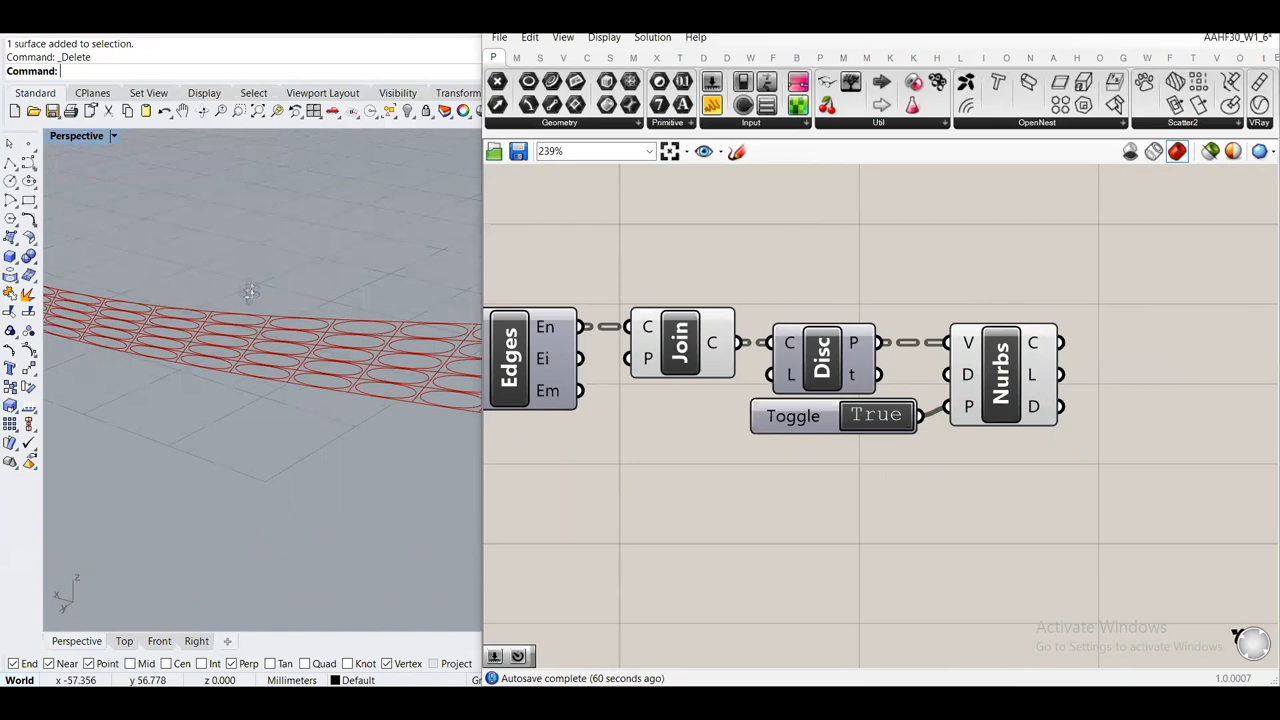 1 surface added to selection.
Command: _Delete
Command:
Standard CPlanes Set View Display Select Viewport Layout Visibility Transform
Perspective
z
x
y
Perspective Top Front Right
End Near Point Mid Cen Int Perp Tan Quad Knot Vertex Project
World x -57.356 y 56.778 z 0.000 Millimeters Default
File Edit View Display Solution Help AAHF30_W1_6*
P M S V C S M T D D W K K M L L O N A P O t
Geometry Primitive Input Util OpenNest Scatter2 VRay
239%
Edges En Ei Em
C P Join C
C L Disc P t
Toggle True
V D P Nurbs C L D
Activate Windows
Go to Settings to activate Windows.
Autosave complete (60 seconds ago) 1.0.0007